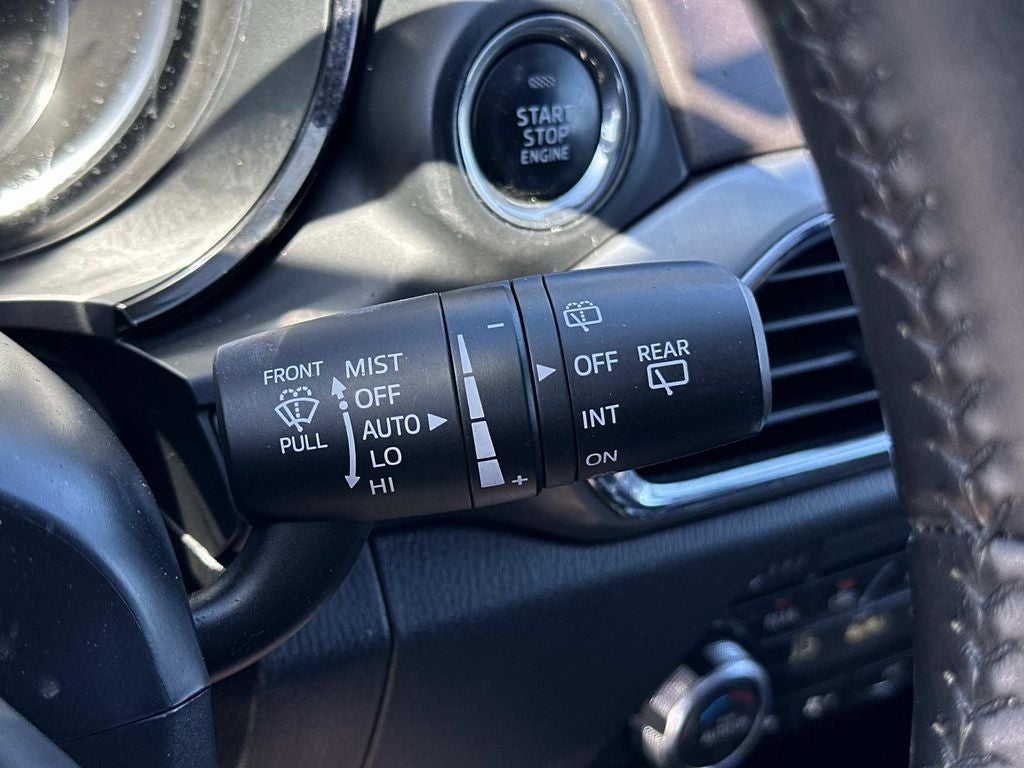 START
STOP
ENGINE
FRONT
PULL
MIST
OFF
AUTO
LO
HI
−
+
OFF
INT
ON
REAR